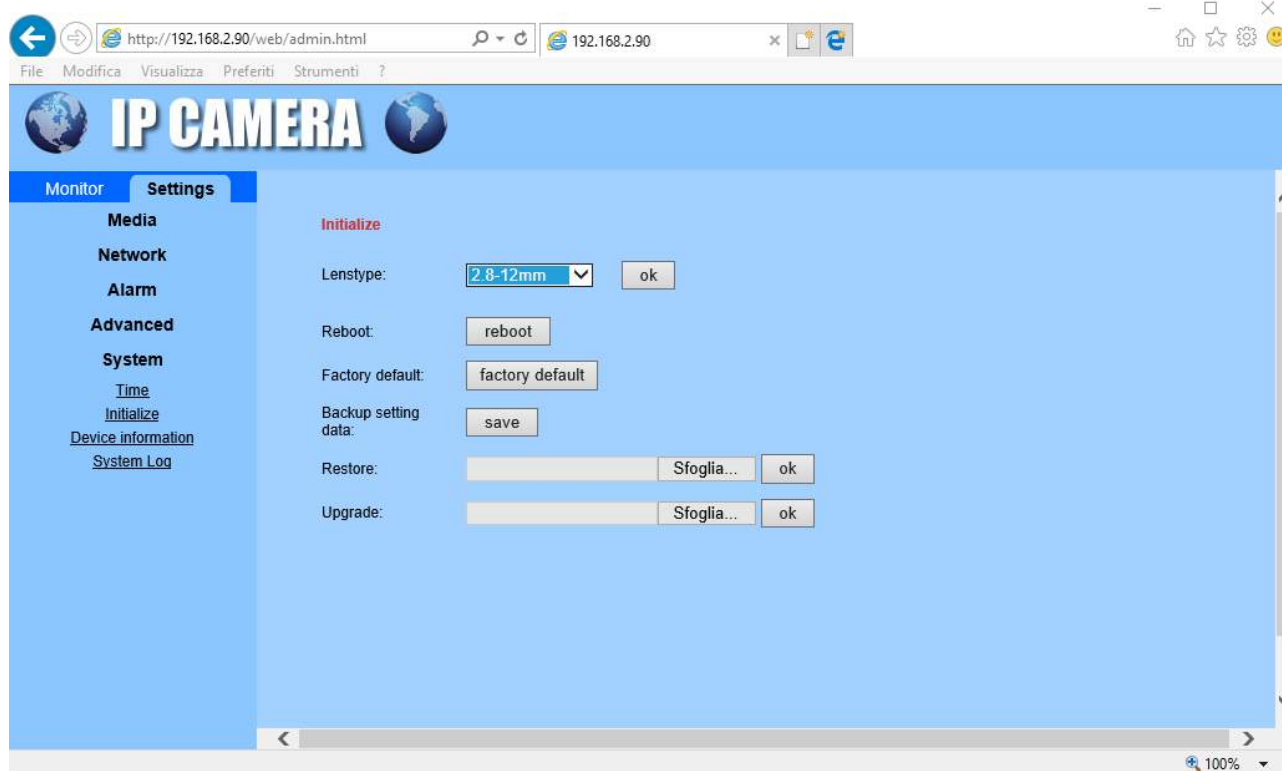 http://192.168.2.90/web/admin.html
192.168.2.90
File Modifica Visualizza Preferiti Strumenti ?
IP CAMERA
Monitor Settings
Media
Network
Alarm
Advanced
System
Time
Initialize
Device information
System Log
Initialize
Lenstype: 2.8-12mm ok
Reboot: reboot
Factory default: factory default
Backup setting
data: save
Restore: Sfoglia... ok
Upgrade: Sfoglia... ok
100%